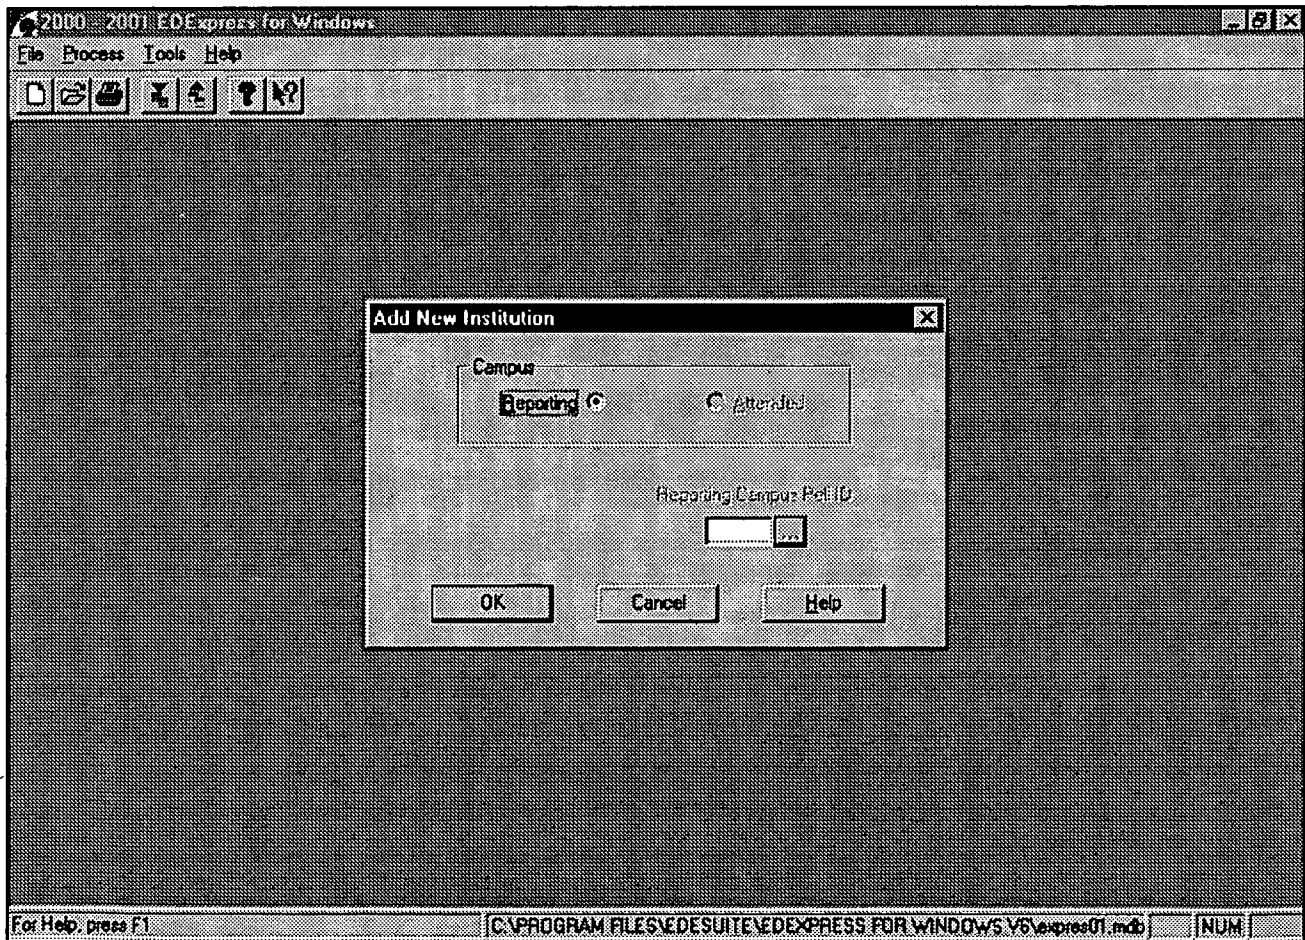 2000 - 2001 EDExpress for Windows
File Process Tools Help
Add New Institution
Campus
Reporting Attended
Reporting Campus Pell ID
...
OK Cancel Help
For Help, press F1 C:\PROGRAM FILES\EDESUITE\EDEXPRESS FOR WINDOWS V6\expres01.mdb NUM